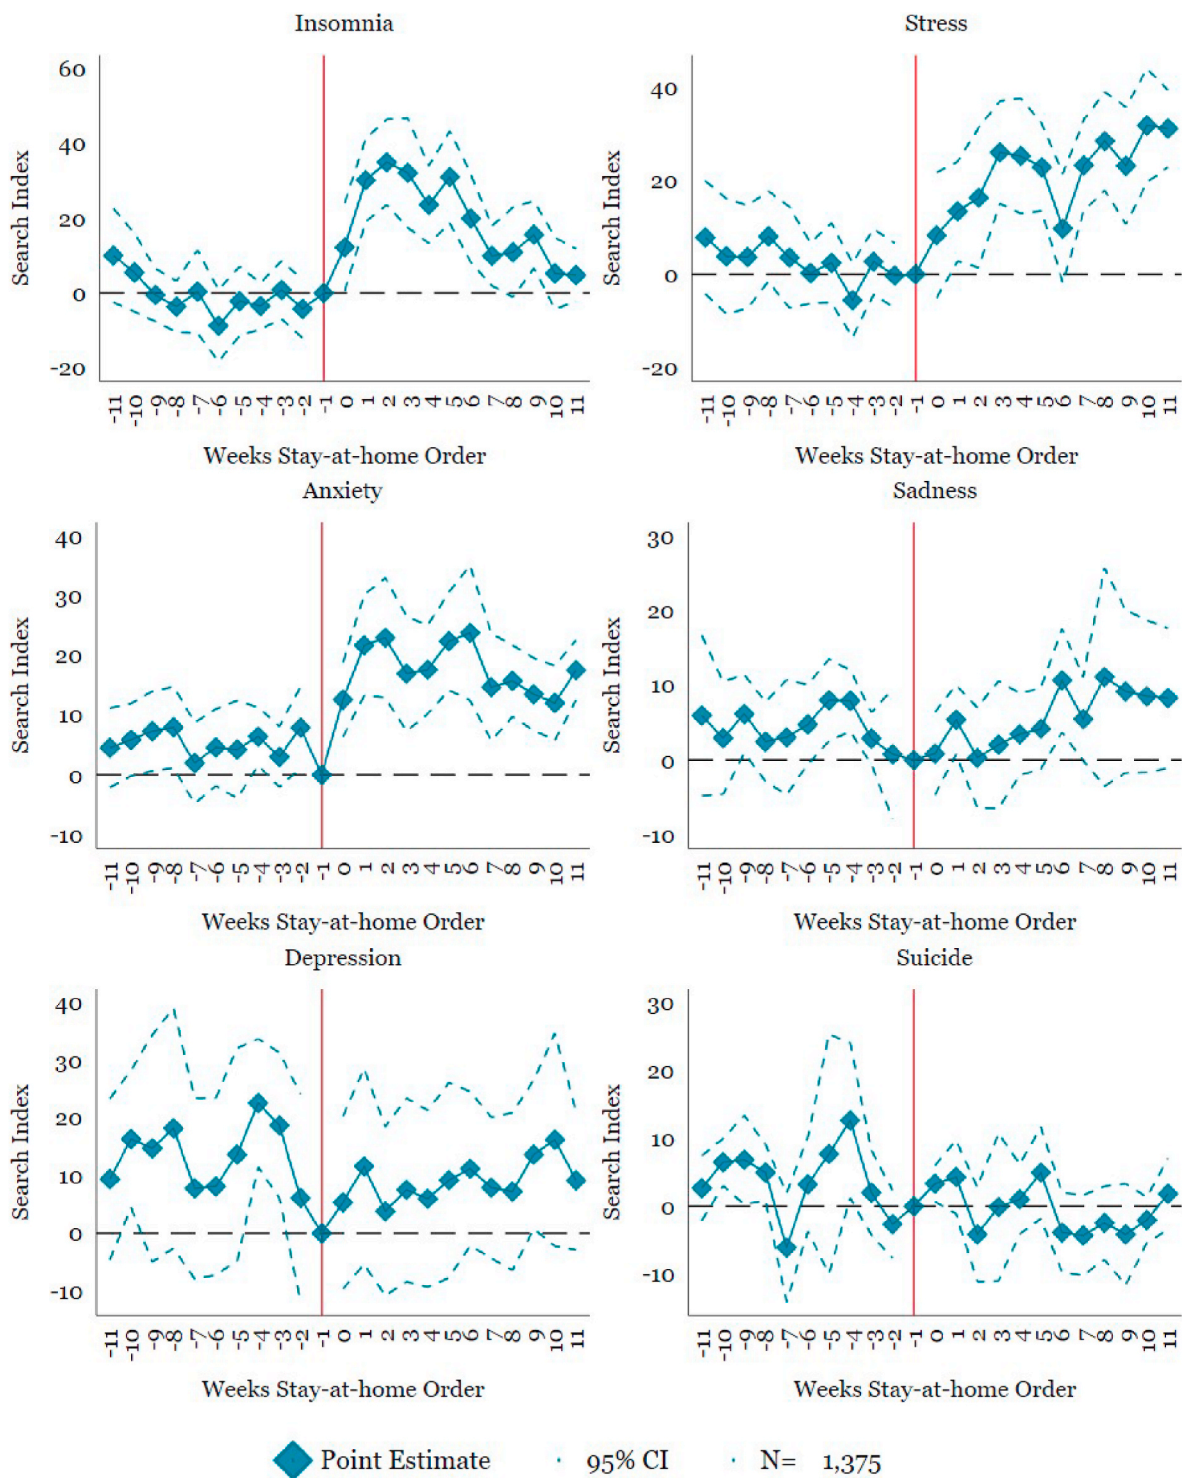 Insomnia
Search Index
60
40
20
0
-20
-11 -10 -9 -8 -7 -6 -5 -4 -3 -2 -1 0 1 2 3 4 5 6 7 8 9 10 11
Weeks Stay-at-home Order
Stress
Search Index
40
20
0
-20
-11 -10 -9 -8 -7 -6 -5 -4 -3 -2 -1 0 1 2 3 4 5 6 7 8 9 10 11
Weeks Stay-at-home Order
Anxiety
Search Index
40
30
20
10
0
-10
-11 -10 -9 -8 -7 -6 -5 -4 -3 -2 -1 0 1 2 3 4 5 6 7 8 9 10 11
Weeks Stay-at-home Order
Sadness
Search Index
30
20
10
0
-10
-11 -10 -9 -8 -7 -6 -5 -4 -3 -2 -1 0 1 2 3 4 5 6 7 8 9 10 11
Weeks Stay-at-home Order
Depression
Search Index
40
30
20
10
0
-10
-11 -10 -9 -8 -7 -6 -5 -4 -3 -2 -1 0 1 2 3 4 5 6 7 8 9 10 11
Weeks Stay-at-home Order
Suicide
Search Index
30
20
10
0
-10
-11 -10 -9 -8 -7 -6 -5 -4 -3 -2 -1 0 1 2 3 4 5 6 7 8 9 10 11
Weeks Stay-at-home Order
Point Estimate 95% CI N= 1,375